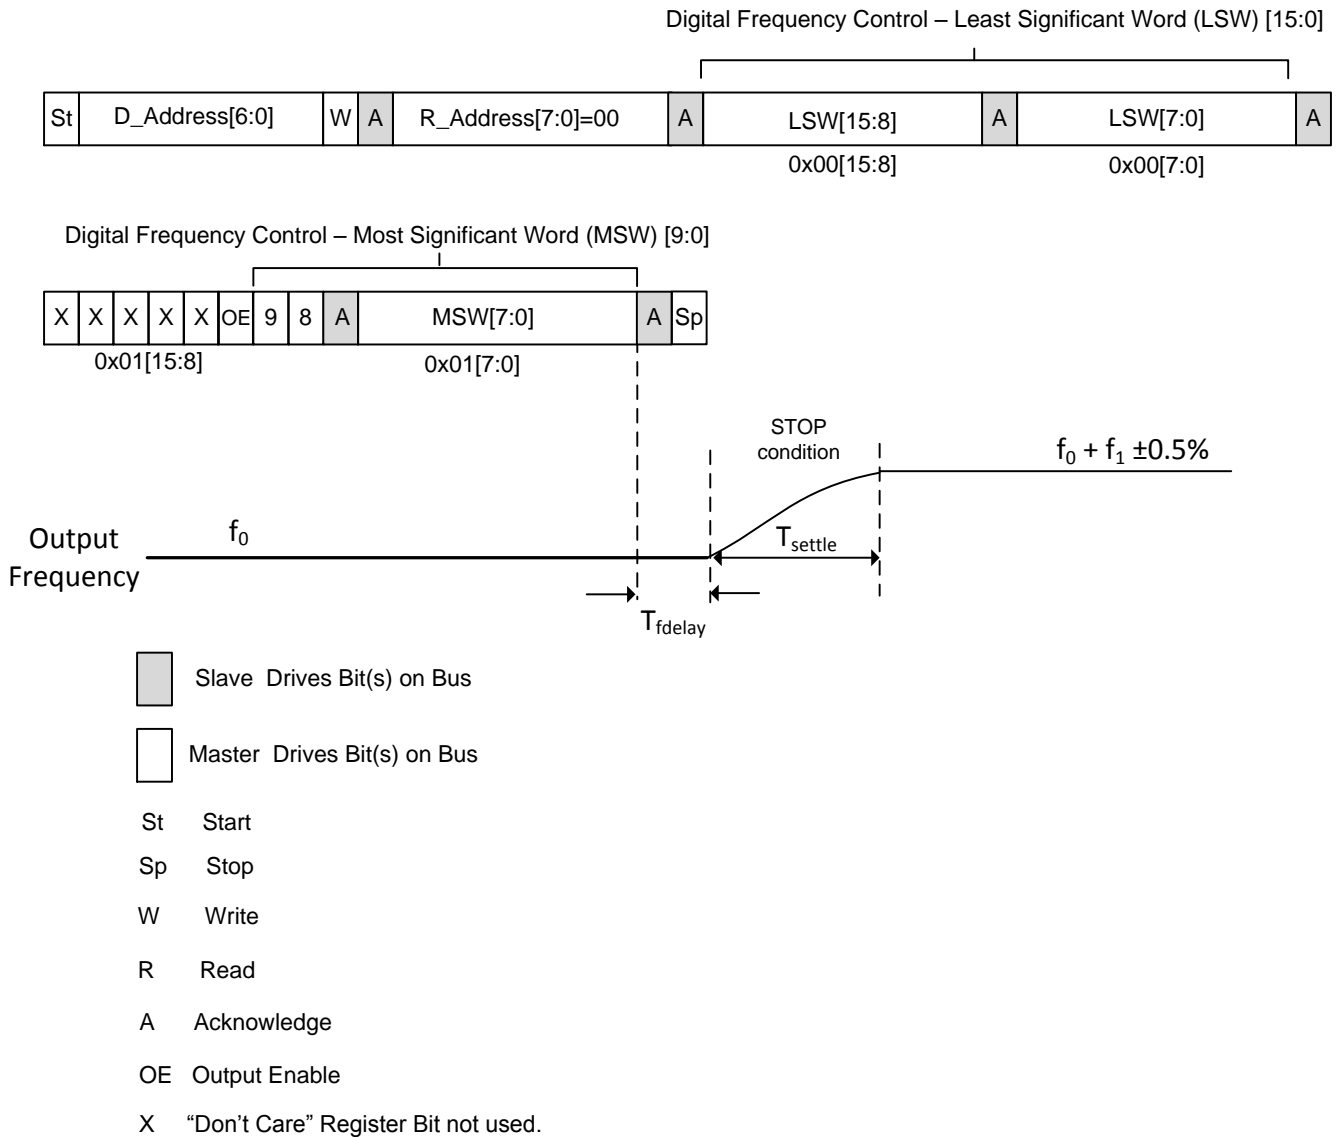 Digital Frequency Control – Least Significant Word (LSW) [15:0]
St D_Address[6:0] W A R_Address[7:0]=00 A LSW[15:8] A LSW[7:0] A
0x00[15:8] 0x00[7:0]
Digital Frequency Control – Most Significant Word (MSW) [9:0]
X X X X X OE 9 8 A MSW[7:0] A Sp
0x01[15:8] 0x01[7:0]
STOP
condition
f0 + f1 ±0.5%
f0
Output
Frequency
Tsettle
Tfdelay
Slave Drives Bit(s) on Bus
Master Drives Bit(s) on Bus
St Start
Sp Stop
W Write
R Read
A Acknowledge
OE Output Enable
X “Don’t Care” Register Bit not used.